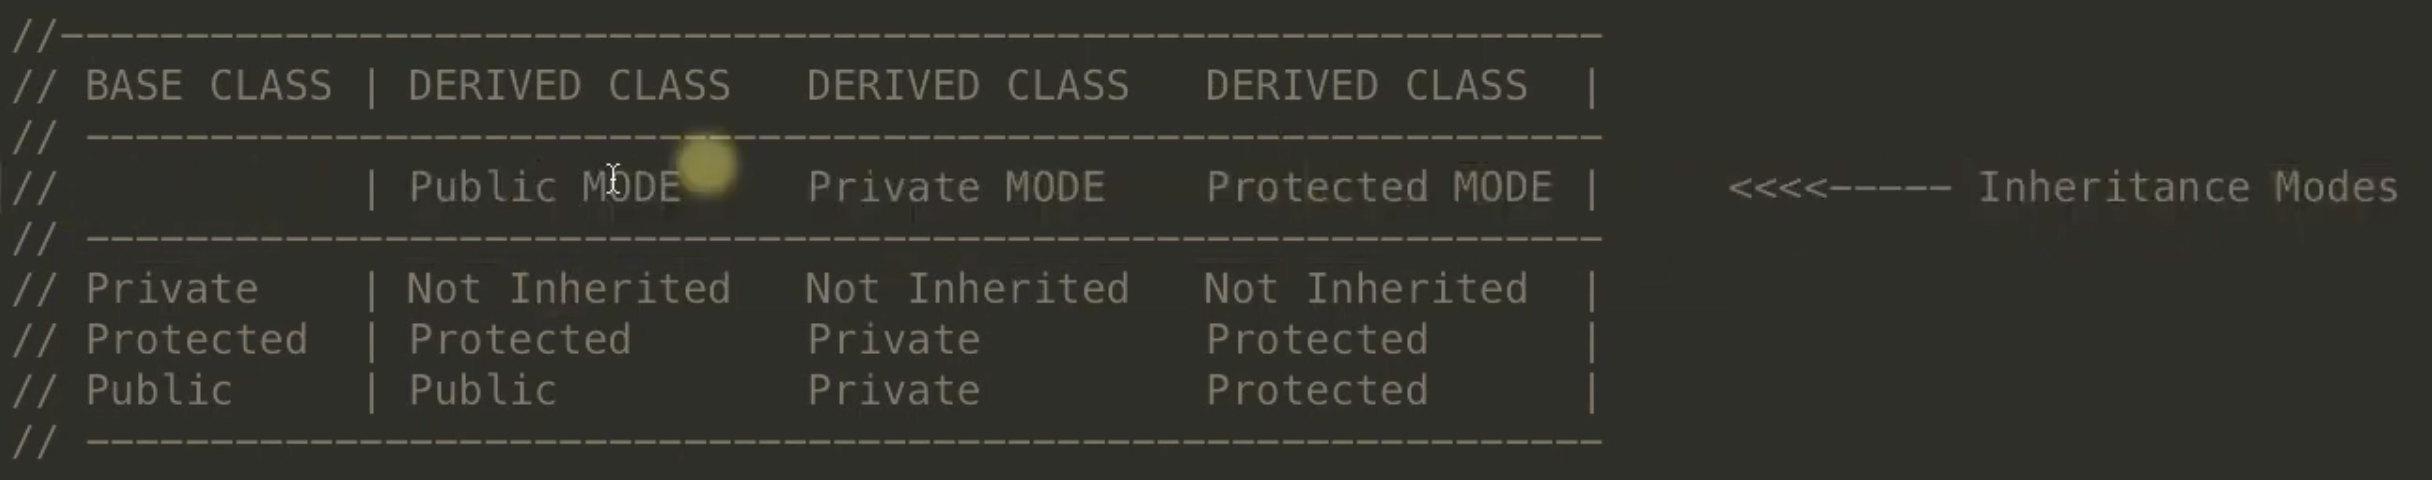 //--------------------------------------------------------------
// BASE CLASS | DERIVED CLASS   DERIVED CLASS   DERIVED CLASS  |
// -------------------------------------------------------------
//            | Public MODE     Private MODE    Protected MODE |     <<<<----- Inheritance Modes
// -------------------------------------------------------------
// Private    | Not Inherited   Not Inherited   Not Inherited  |
// Protected  | Protected       Private         Protected      |
// Public     | Public          Private         Protected      |
// -------------------------------------------------------------